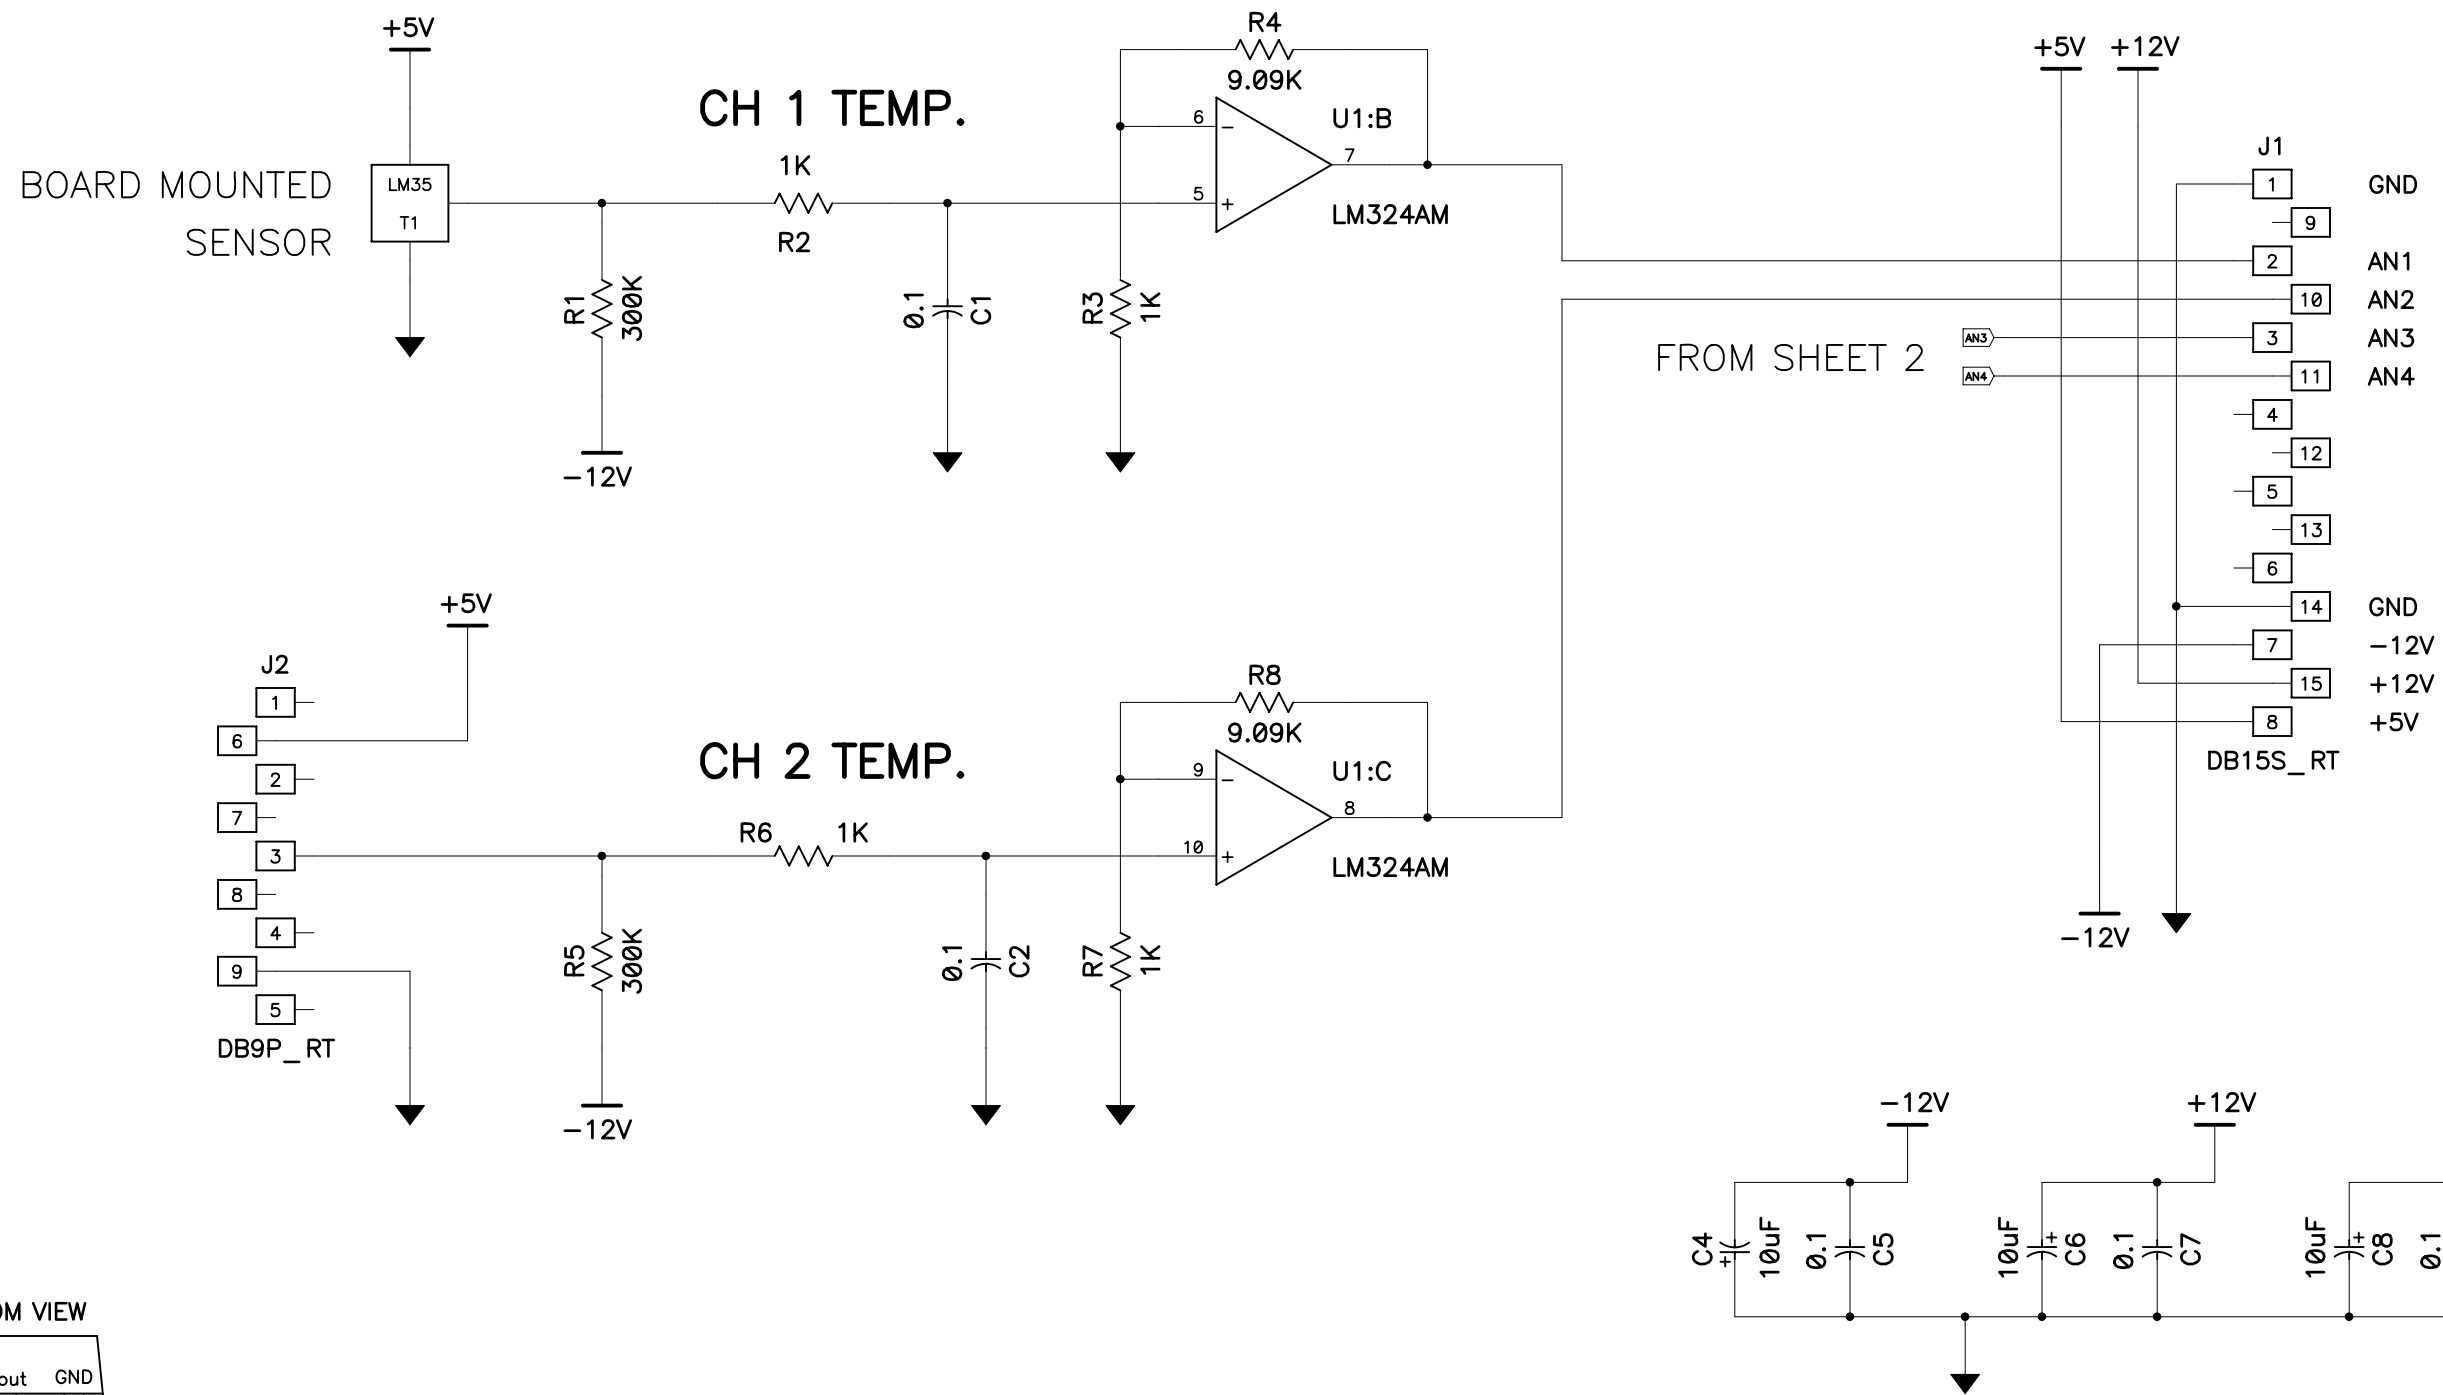 +5V
R4
9.09K
CH 1 TEMP.
U1:B
6
7
5
LM324AM
BOARD MOUNTED
SENSOR
LM35
T1
1K
R2
R1
300K
0.1
C1
R3
1K
-12V
+5V +12V
J1
1 GND
9
2 AN1
10 AN2
FROM SHEET 2
AN3 3 AN3
AN4 11 AN4
4
12
5
13
6
14 GND
7 -12V
15 +12V
8 +5V
DB15S_RT
-12V
+5V
J2
1
6
2
7
3
8
4
9
5
DB9P_RT
CH 2 TEMP.
R8
9.09K
U1:C
9
8
10
LM324AM
R6 1K
R5
300K
0.1
C2
R7
1K
-12V
-12V
+12V
C4
10uF
0.1
C5
10uF
+
C6
0.1
C7
10uF
+
C8
0.1
OM VIEW
out GND